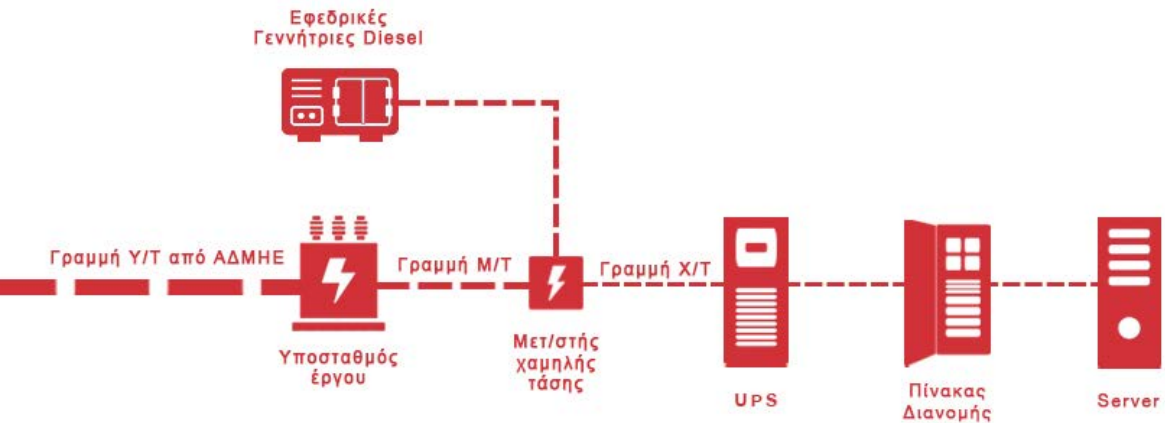 Εφεδρικές
Γεννήτριες Diesel
Γραμμή Υ/Τ από ΑΔΜΗΕ
Γραμμή Μ/Τ
Γραμμή Χ/Τ
Υποσταθμός
έργου
Μετ/στής
χαμηλής
τάσης
UPS
Πίνακας
Διανομής
Server